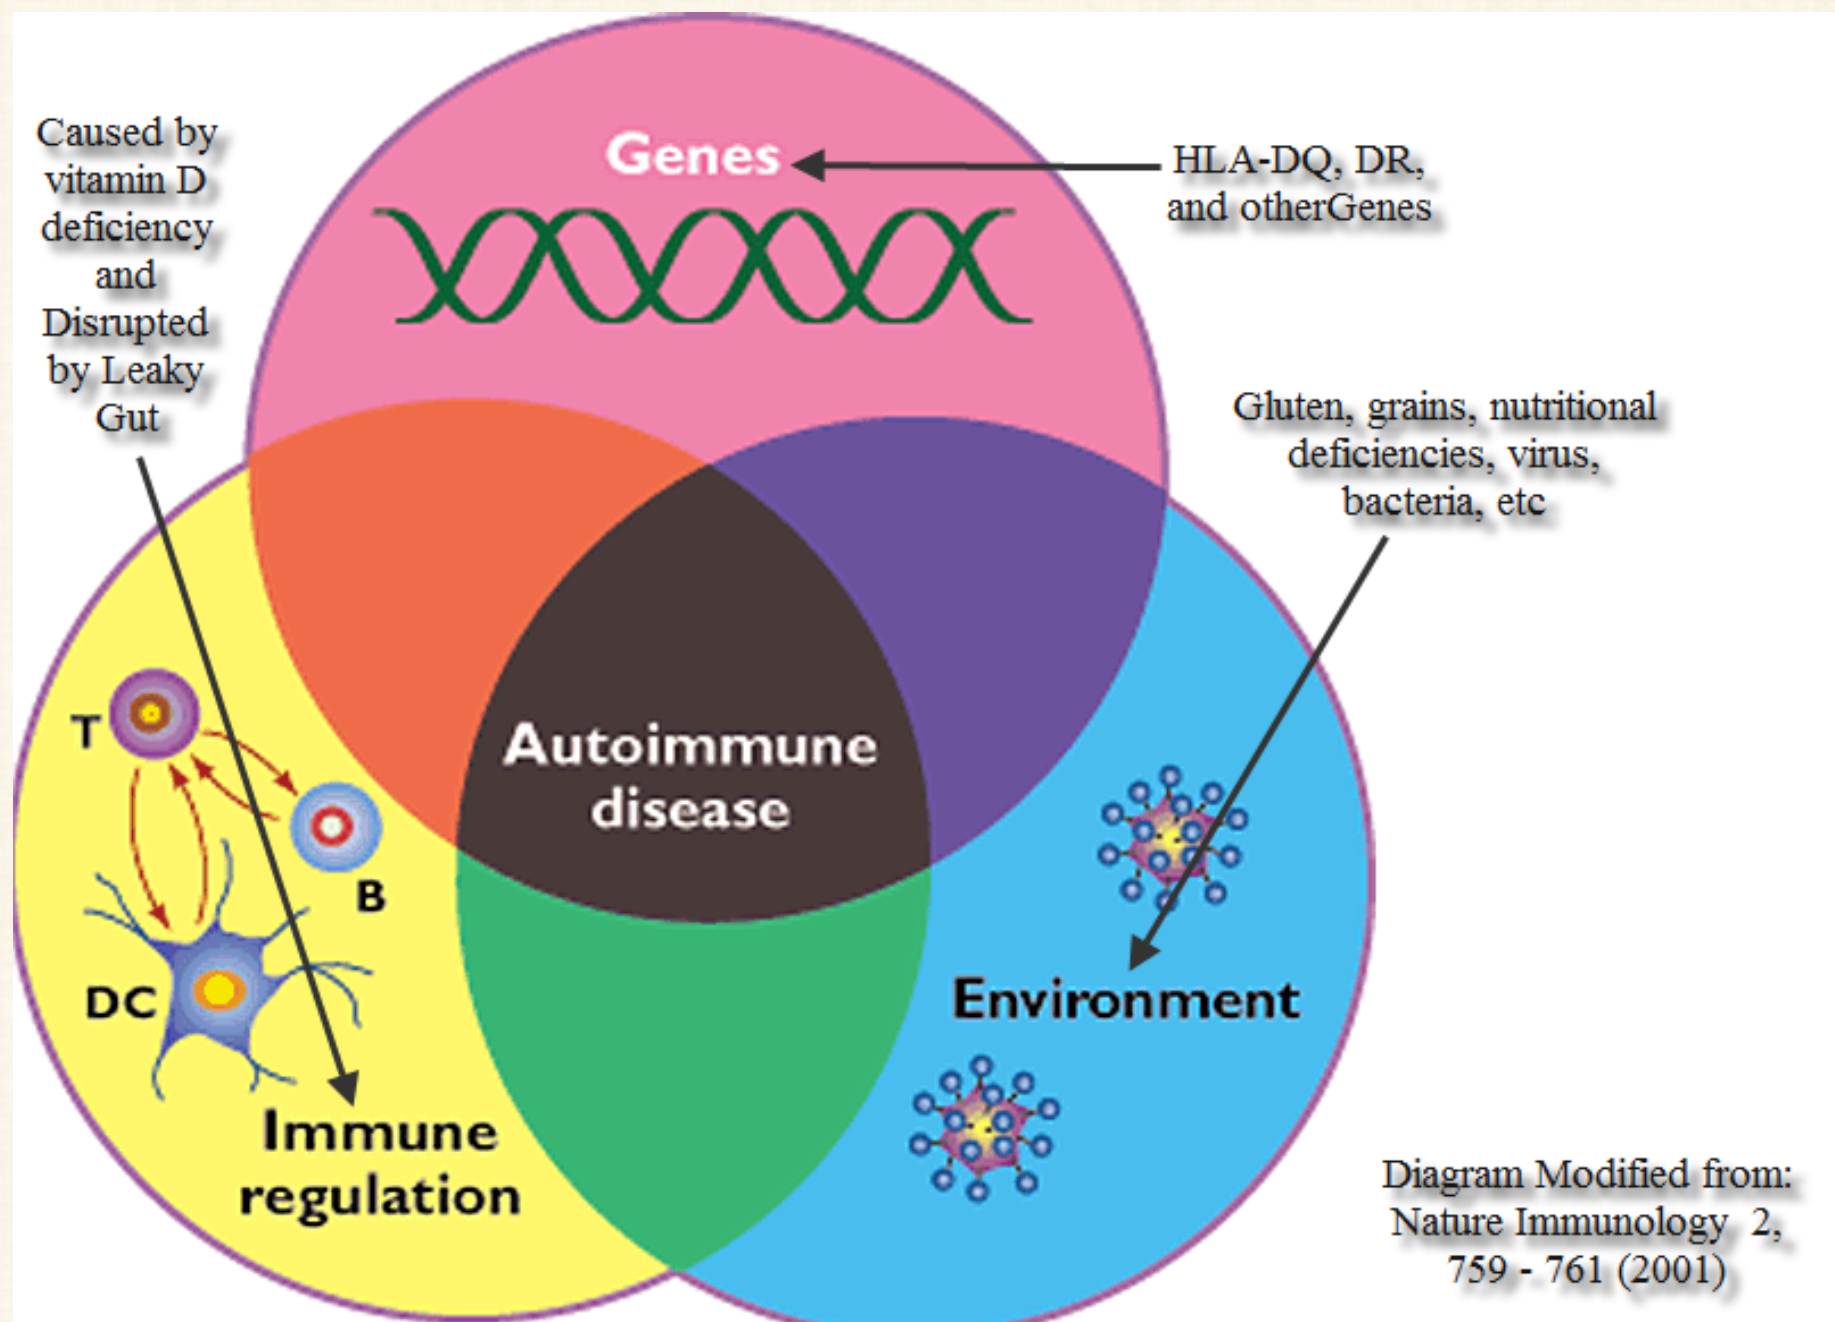 Genes
HLA-DQ, DR,
and otherGenes
Caused by
vitamin D
deficiency
and
Disrupted
by Leaky
Gut
Gluten, grains, nutritional
deficiencies, virus,
bacteria, etc
T
B
DC
Autoimmune
disease
Environment
Immune
regulation
Diagram Modified from:
Nature Immunology 2,
759 - 761 (2001)